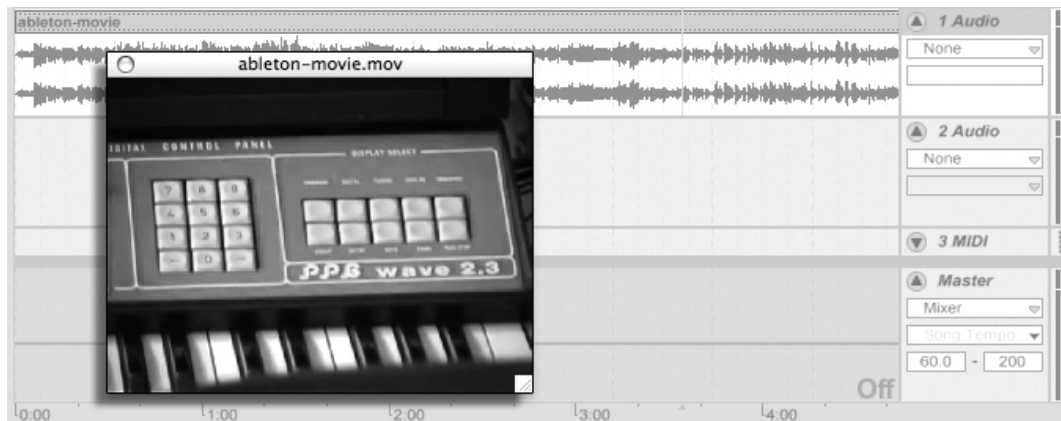 ableton-movie
1 Audio
None
ableton-movie.mov
DIGITAL CONTROL PANEL
DISPLAY SELECT
7 8 9
4 5 6
1 2 3
0
PPG wave 2.3
2 Audio
None
3 MIDI
Master
Mixer
Song Tempo
60.0 - 200
Off
0:00 1:00 2:00 3:00 4:00